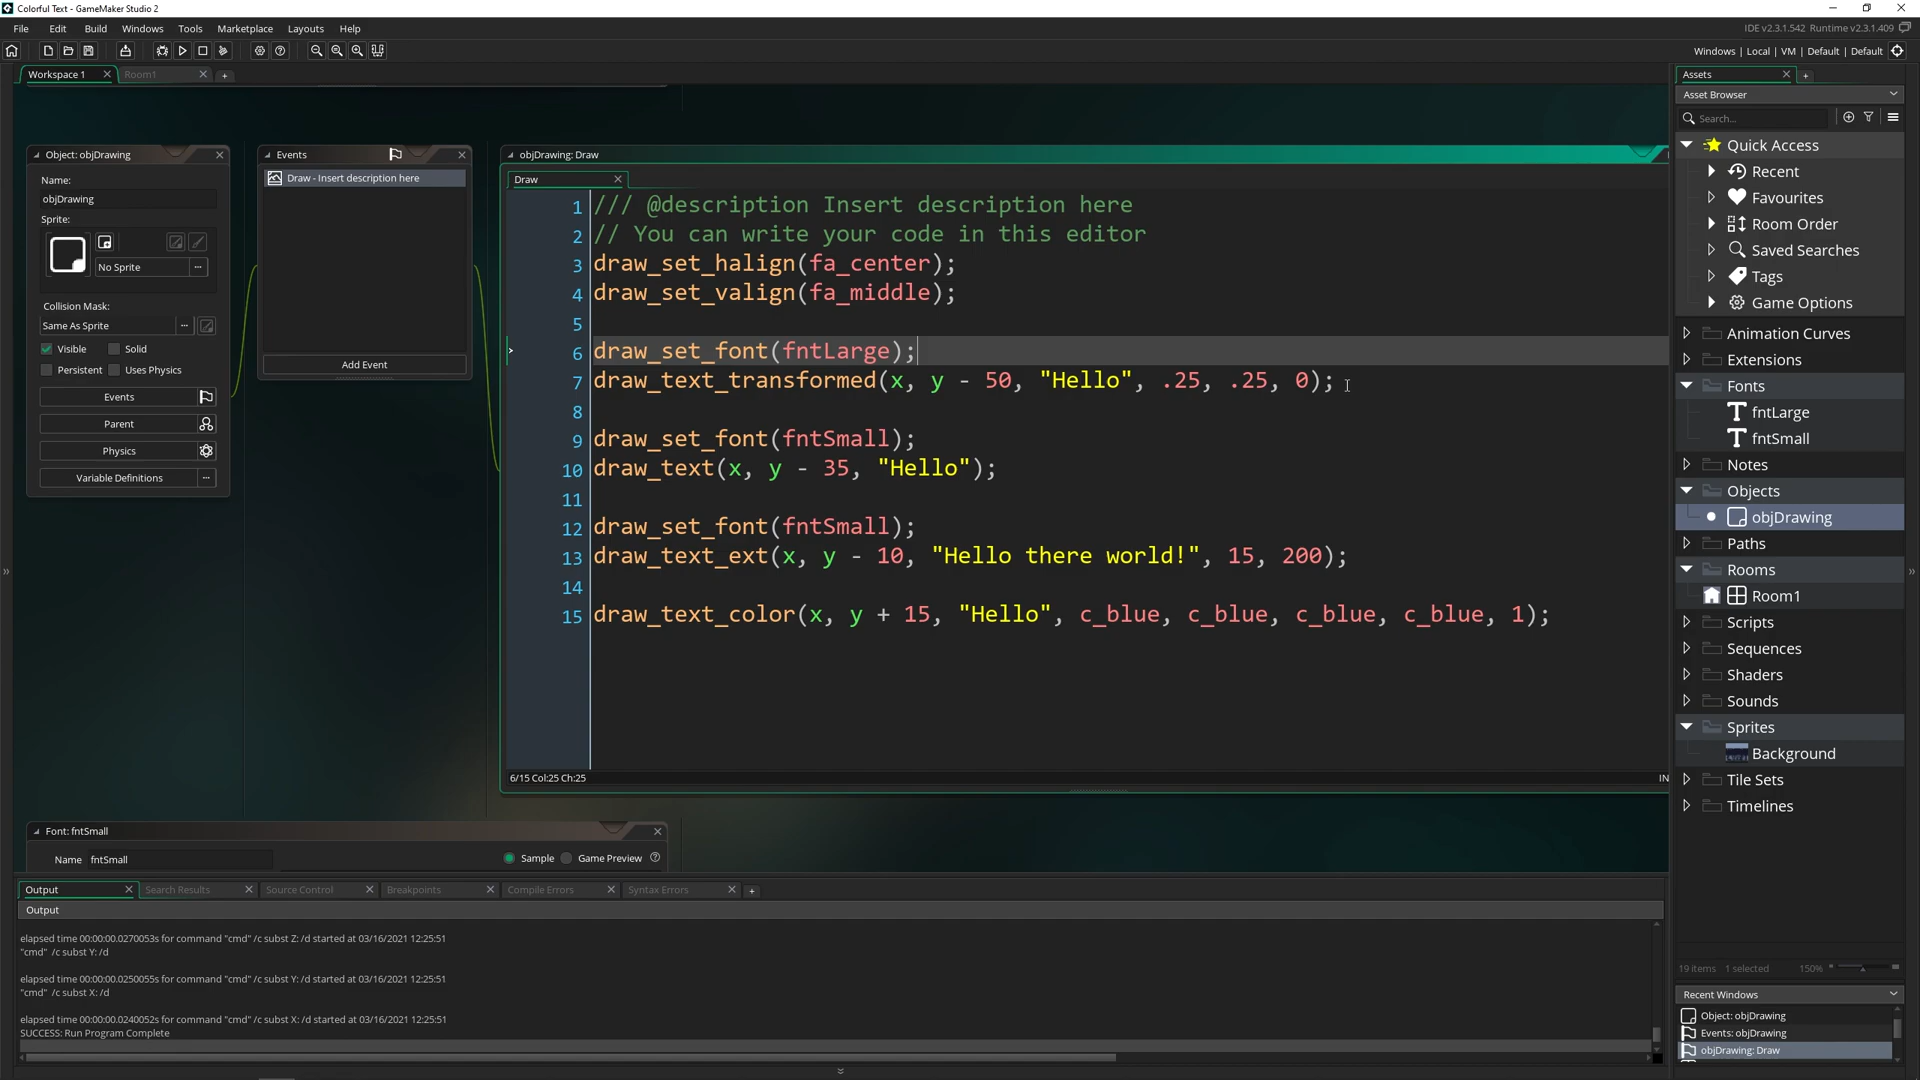 Colorful Text - GameMaker Studio 2
File Edit Build Windows Tools Marketplace Layouts Help
IDE v2.3.1.542 Runtime v2.3.1.409
Windows | Local | VM | Default | Default
Workspace 1 Room1
Object: objDrawing
Name:
objDrawing
Sprite:
No Sprite
Collision Mask:
Same As Sprite
Visible Solid
Persistent Uses Physics
Events
Parent
Physics
Variable Definitions
Events
Draw - Insert description here
Add Event
objDrawing: Draw
Draw
1 /// @description Insert description here
2 // You can write your code in this editor
3 draw_set_halign(fa_center);
4 draw_set_valign(fa_middle);
5
6 draw_set_font(fntLarge);
7 draw_text_transformed(x, y - 50, "Hello", .25, .25, 0);
8
9 draw_set_font(fntSmall);
10 draw_text(x, y - 35, "Hello");
11
12 draw_set_font(fntSmall);
13 draw_text_ext(x, y - 10, "Hello there world!", 15, 200);
14
15 draw_text_color(x, y + 15, "Hello", c_blue, c_blue, c_blue, c_blue, 1);
6/15 Col:25 Ch:25
IN
Font: fntSmall
Name fntSmall
Sample Game Preview
Output Search Results Source Control Breakpoints Compile Errors Syntax Errors
Output
elapsed time 00:00:00.0270053s for command "cmd" /c subst Z: /d started at 03/16/2021 12:25:51
"cmd" /c subst Y: /d
elapsed time 00:00:00.0250055s for command "cmd" /c subst Y: /d started at 03/16/2021 12:25:51
"cmd" /c subst X: /d
elapsed time 00:00:00.0240052s for command "cmd" /c subst X: /d started at 03/16/2021 12:25:51
SUCCESS: Run Program Complete
Assets
Asset Browser
Search...
Quick Access
Recent
Favourites
Room Order
Saved Searches
Tags
Game Options
Animation Curves
Extensions
Fonts
fntLarge
fntSmall
Notes
Objects
objDrawing
Paths
Rooms
Room1
Scripts
Sequences
Shaders
Sounds
Sprites
Background
Tile Sets
Timelines
19 items 1 selected 150%
Recent Windows
Object: objDrawing
Events: objDrawing
objDrawing: Draw